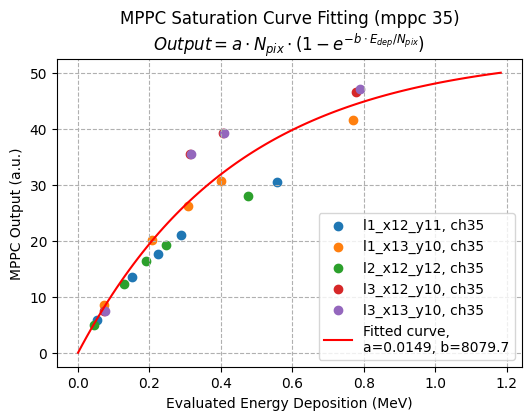 MPPC Saturation Curve Fitting (mppc 35)
Output = a · N_pix · (1 − e^{−b · E_dep/N_pix})
MPPC Output (a.u.)
50
40
30
20
10
0
0.0 0.2 0.4 0.6 0.8 1.0 1.2
Evaluated Energy Deposition (MeV)
l1_x12_y11, ch35
l1_x13_y10, ch35
l2_x12_y12, ch35
l3_x12_y10, ch35
l3_x13_y10, ch35
Fitted curve,
a=0.0149, b=8079.7